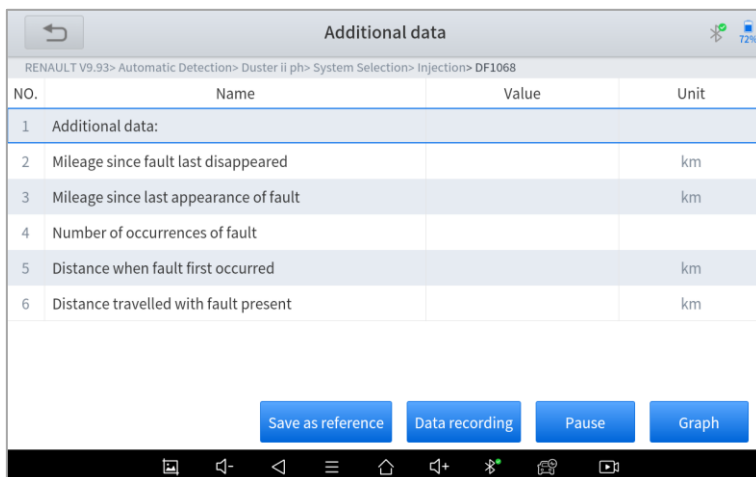 Additional data
72%
RENAULT V9.93> Automatic Detection> Duster ii ph> System Selection> Injection> DF1068
NO. Name Value Unit
1 Additional data:
2 Mileage since fault last disappeared km
3 Mileage since last appearance of fault km
4 Number of occurrences of fault
5 Distance when fault first occurred km
6 Distance travelled with fault present km
Save as reference Data recording Pause Graph